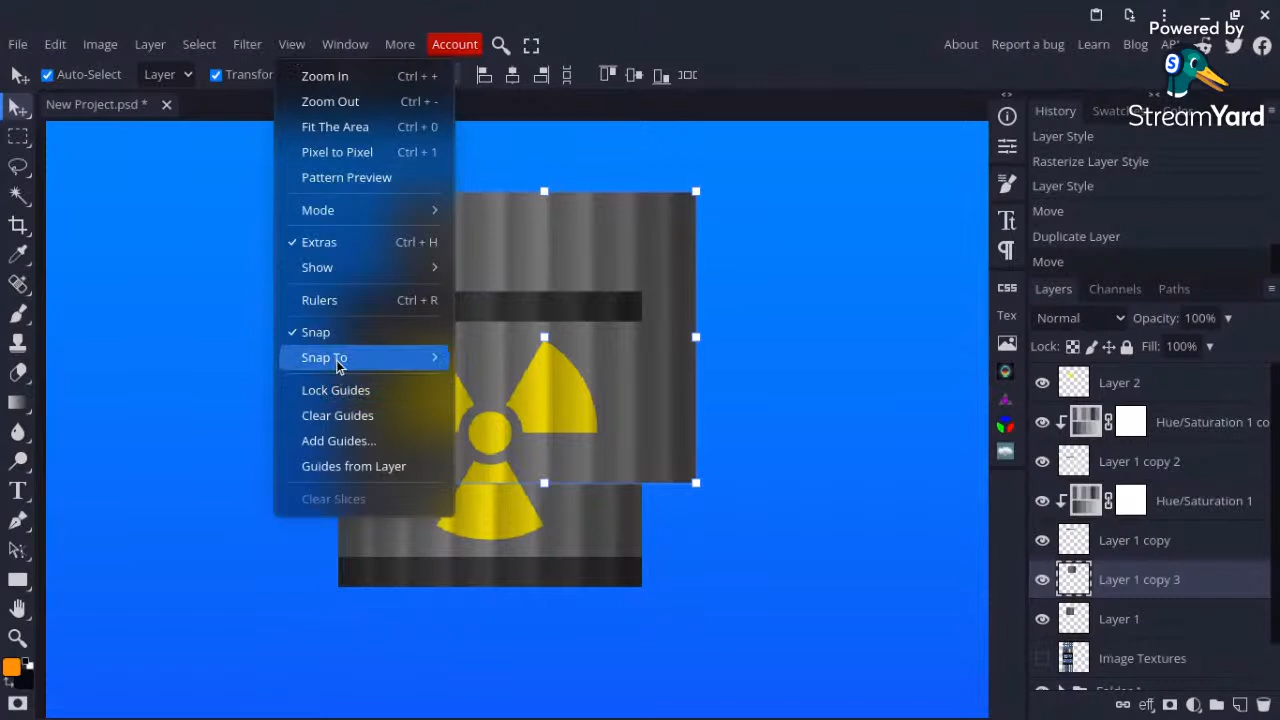 Powered by
StreamYard
File Edit Image Layer Select Filter View Window More Account
About Report a bug Learn Blog
Auto-Select Layer Transfor
New Project.psd *
Zoom In Ctrl + +
Zoom Out Ctrl + -
Fit The Area Ctrl + 0
Pixel to Pixel Ctrl + 1
Pattern Preview
Mode
Extras Ctrl + H
Show
Rulers Ctrl + R
Snap
Snap To
Lock Guides
Clear Guides
Add Guides...
Guides from Layer
Clear Slices
CSS
Tex
History Swatc
Layer Style
Rasterize Layer Style
Layer Style
Move
Duplicate Layer
Move
Layers Channels Paths
Normal Opacity: 100%
Lock: Fill: 100%
Layer 2
Hue/Saturation 1 co
Layer 1 copy 2
Hue/Saturation 1
Layer 1 copy
Layer 1 copy 3
Layer 1
Image Textures
eff